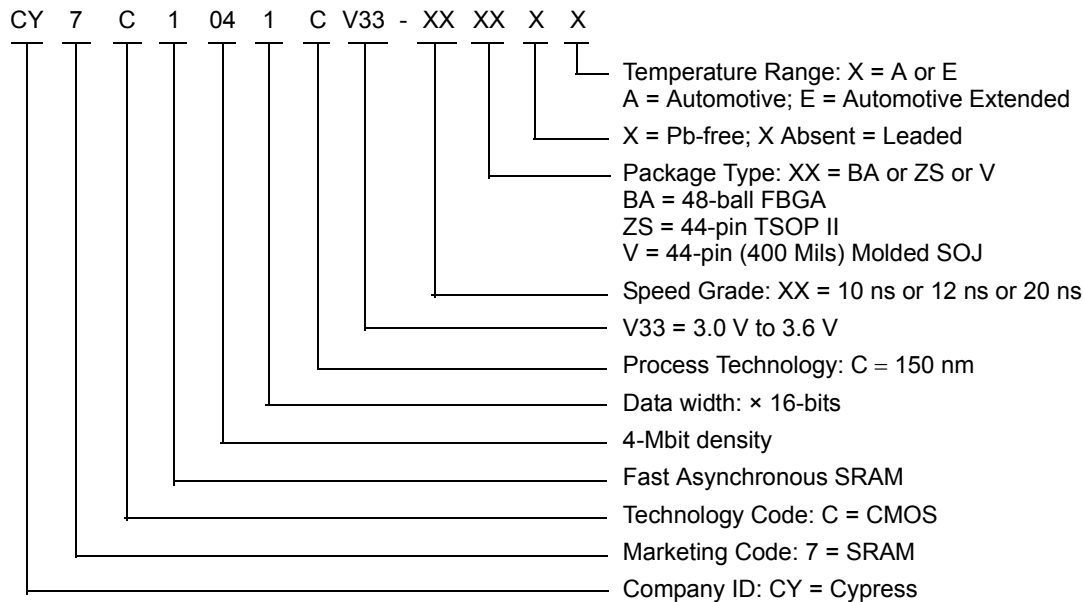 CY 7 C 1 04 1 C V33 - XX XX X X
Temperature Range: X = A or E
A = Automotive; E = Automotive Extended
X = Pb-free; X Absent = Leaded
Package Type: XX = BA or ZS or V
BA = 48-ball FBGA
ZS = 44-pin TSOP II
V = 44-pin (400 Mils) Molded SOJ
Speed Grade: XX = 10 ns or 12 ns or 20 ns
V33 = 3.0 V to 3.6 V
Process Technology: C = 150 nm
Data width: × 16-bits
4-Mbit density
Fast Asynchronous SRAM
Technology Code: C = CMOS
Marketing Code: 7 = SRAM
Company ID: CY = Cypress